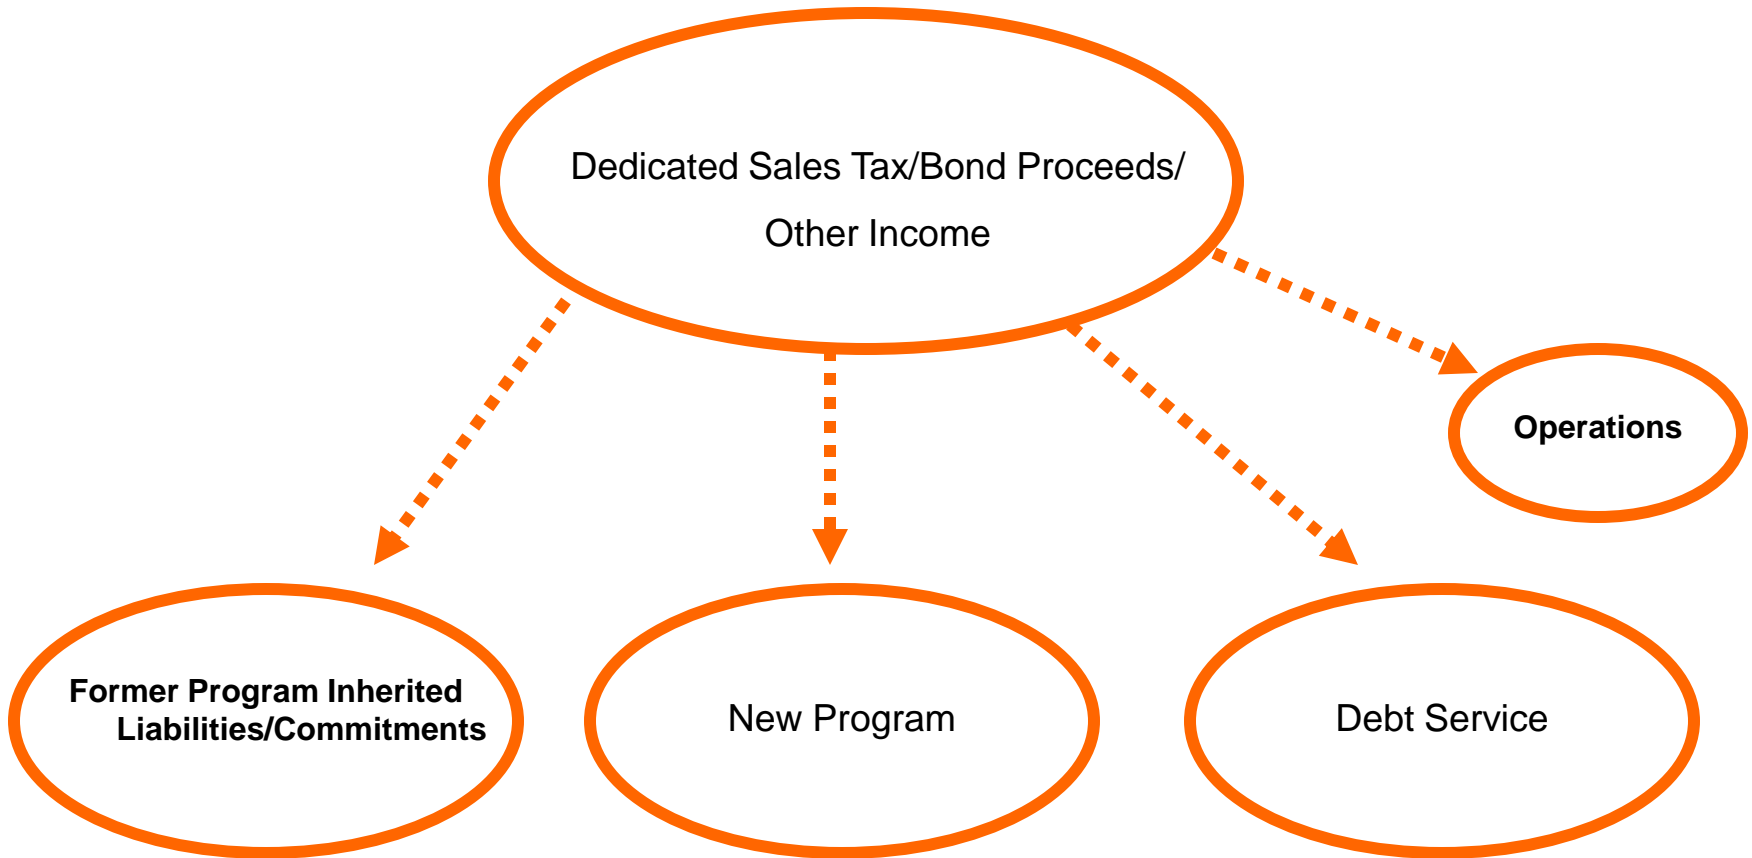 Dedicated Sales Tax/Bond Proceeds/
Other Income
Operations
Former Program Inherited
Liabilities/Commitments
New Program
Debt Service